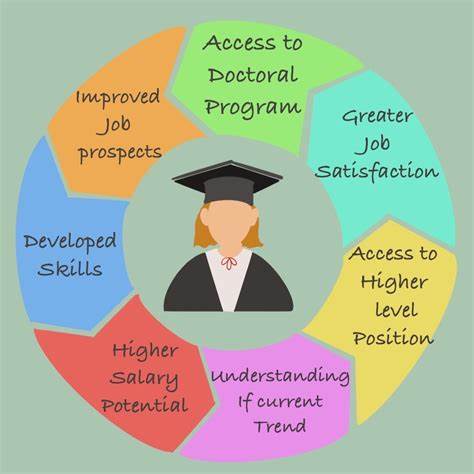 Access to
Doctoral
Program
Greater
Job
Satisfaction
Access to
Higher
level
Position
Understanding
If current
Trend
Higher
Salary
Potential
Developed
Skills
Improved
Job
prospects